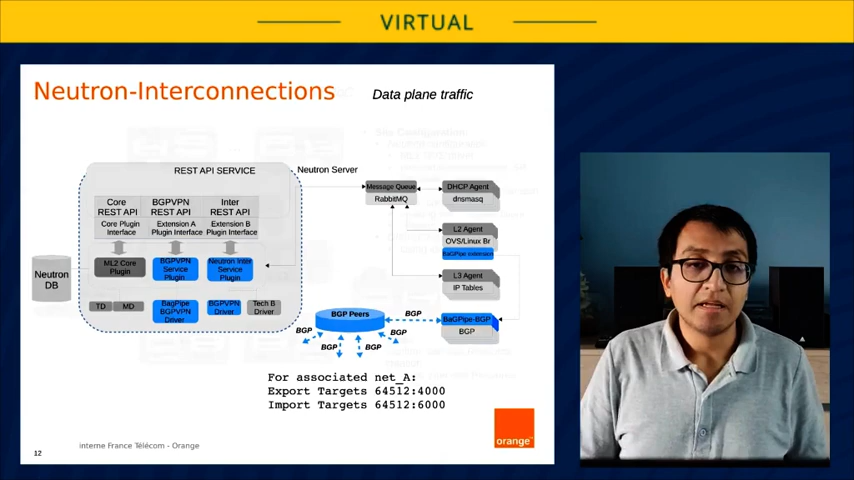 VIRTUAL
Neutron-Interconnections
Data plane traffic
REST API SERVICE
Neutron Server
Core
REST API
BGPVPN
REST API
Inter
REST API
Core Plugin
Interface
Extension A
Plugin Interface
Extension B
Plugin Interface
Neutron
DB
ML2 Core
Plugin
BGPVPN
Service
Plugin
Neutron Inter
Service
Plugin
TD
MD
BagPipe
BGPVPN
Driver
BGPVPN
Driver
Tech B
Driver
Message Queue
RabbitMQ
DHCP Agent
dnsmasq
L2 Agent
OVS/Linux Br
BaGPipe extension
L3 Agent
IP Tables
BGP Peers
BGP
BaGPipe-BGP
BGP
BGP
BGP
BGP
BGP
For associated net_A:
Export Targets 64512:4000
Import Targets 64512:6000
orange
interne France Télécom - Orange
12